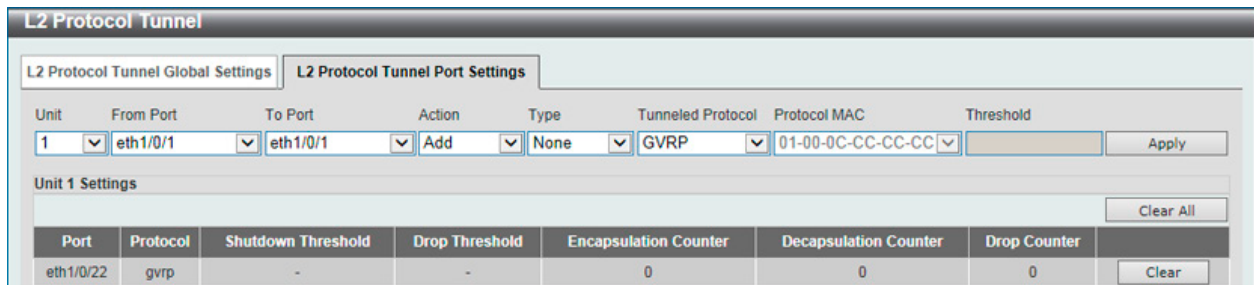 L2 Protocol Tunnel
L2 Protocol Tunnel Global Settings L2 Protocol Tunnel Port Settings
Unit From Port To Port Action Type Tunneled Protocol Protocol MAC Threshold
1 eth1/0/1 eth1/0/1 Add None GVRP 01-00-0C-CC-CC-CC Apply
Unit 1 Settings
Clear All
Port Protocol Shutdown Threshold Drop Threshold Encapsulation Counter Decapsulation Counter Drop Counter
eth1/0/22 gvrp - - 0 0 0 Clear